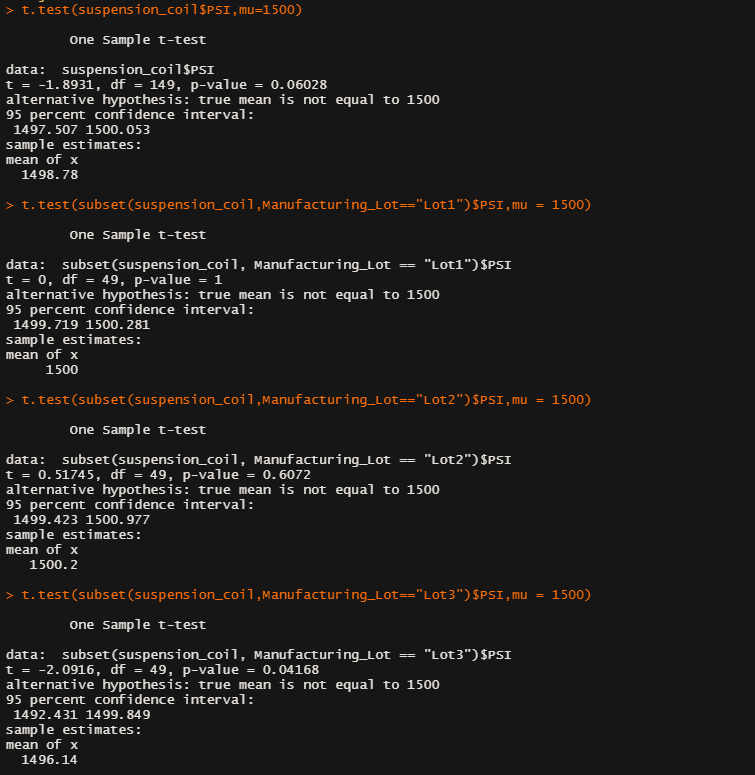 > t.test(suspension_coil$PSI,mu=1500)
One Sample t-test
data:  suspension_coil$PSI
t = -1.8931, df = 149, p-value = 0.06028
alternative hypothesis: true mean is not equal to 1500
95 percent confidence interval:
1497.507 1500.053
sample estimates:
mean of x
1498.78
> t.test(subset(suspension_coil,Manufacturing_Lot=="Lot1")$PSI,mu = 1500)
One Sample t-test
data:  subset(suspension_coil, Manufacturing_Lot == "Lot1")$PSI
t = 0, df = 49, p-value = 1
alternative hypothesis: true mean is not equal to 1500
95 percent confidence interval:
1499.719 1500.281
sample estimates:
mean of x
1500
> t.test(subset(suspension_coil,Manufacturing_Lot=="Lot2")$PSI,mu = 1500)
One Sample t-test
data:  subset(suspension_coil, Manufacturing_Lot == "Lot2")$PSI
t = 0.51745, df = 49, p-value = 0.6072
alternative hypothesis: true mean is not equal to 1500
95 percent confidence interval:
1499.423 1500.977
sample estimates:
mean of x
1500.2
> t.test(subset(suspension_coil,Manufacturing_Lot=="Lot3")$PSI,mu = 1500)
One Sample t-test
data:  subset(suspension_coil, Manufacturing_Lot == "Lot3")$PSI
t = -2.0916, df = 49, p-value = 0.04168
alternative hypothesis: true mean is not equal to 1500
95 percent confidence interval:
1492.431 1499.849
sample estimates:
mean of x
1496.14